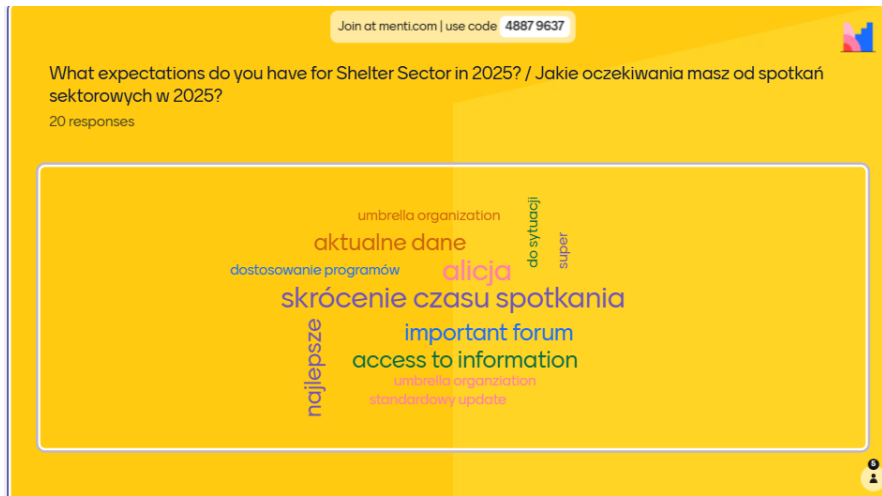 Join at menti.com | use code 4887 9637
What expectations do you have for Shelter Sector in 2025? / Jakie oczekiwania masz od spotkań
sektorowych w 2025?
20 responses
umbrella organization
do sytuacji
aktualne dane
super
dostosowanie programów
alicja
skrócenie czasu spotkania
najlepsze
important forum
access to information
umbrella organziation
standardowy update
5